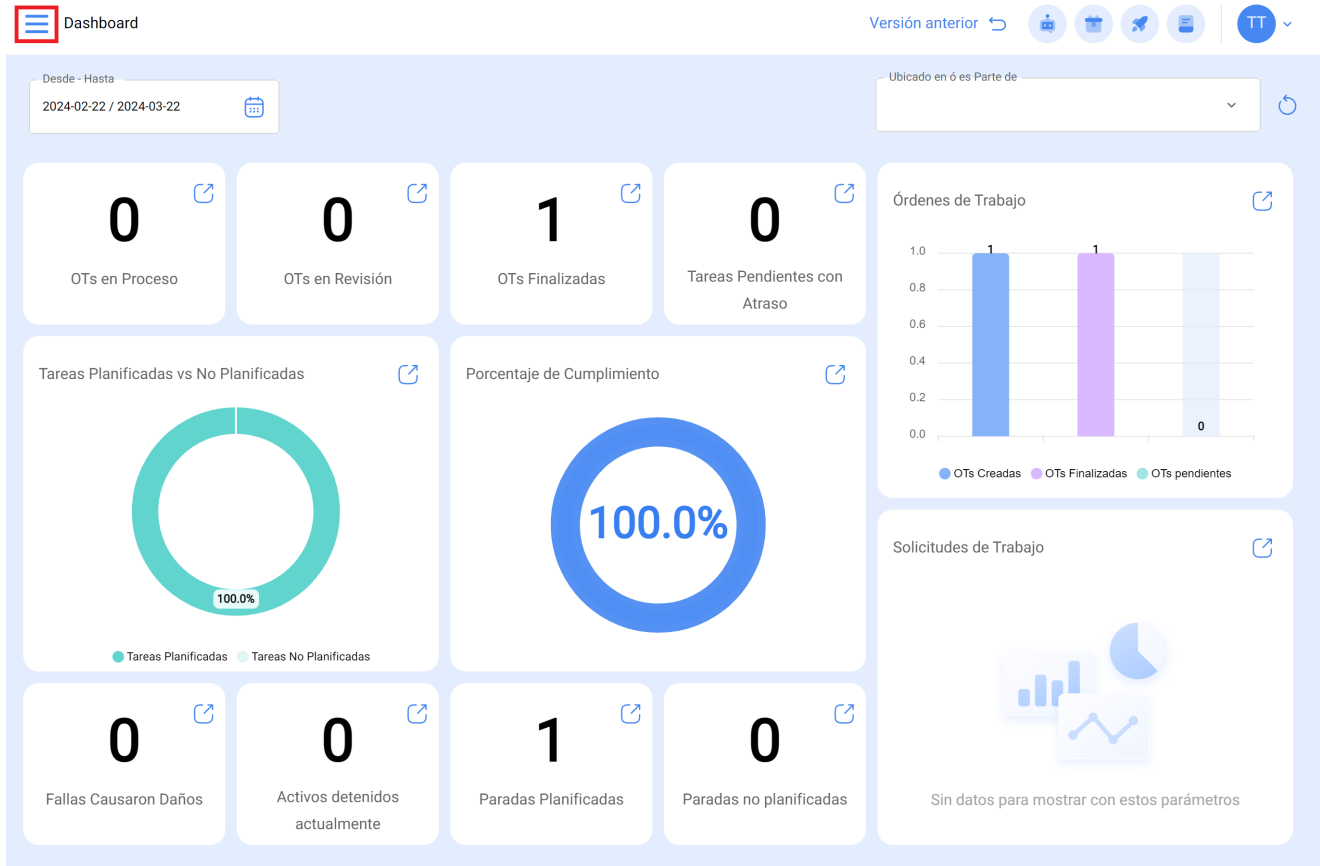 Dashboard
Versión anterior
TT
Desde - Hasta
2024-02-22 / 2024-03-22
Ubicado en ó es Parte de
0
OTs en Proceso
0
OTs en Revisión
1
OTs Finalizadas
0
Tareas Pendientes con
Atraso
Órdenes de Trabajo
1.0
0.8
0.6
0.4
0.2
0.0
1
1
0
OTs Creadas
OTs Finalizadas
OTs pendientes
Tareas Planificadas vs No Planificadas
100.0%
Tareas Planificadas
Tareas No Planificadas
Porcentaje de Cumplimiento
100.0%
Solicitudes de Trabajo
Sin datos para mostrar con estos parámetros
0
Fallas Causaron Daños
0
Activos detenidos
actualmente
1
Paradas Planificadas
0
Paradas no planificadas